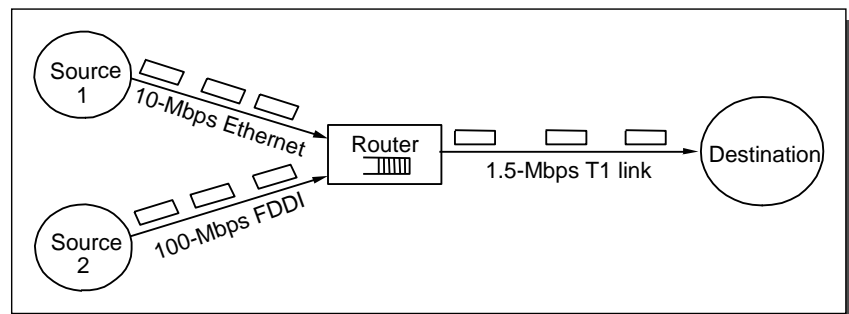 Source
1
10-Mbps Ethernet
Router
1.5-Mbps T1 link
Destination
Source
2
100-Mbps FDDI